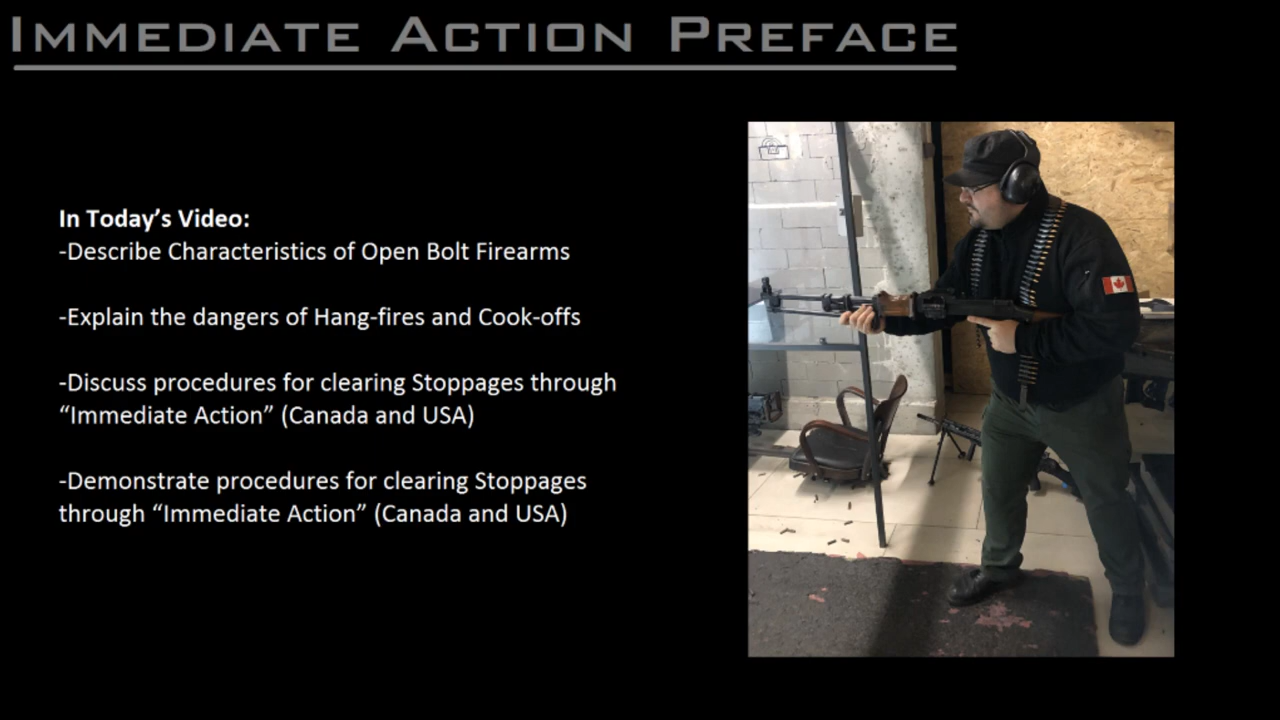 Immediate Action Preface
In Today's Video:
-Describe Characteristics of Open Bolt Firearms
-Explain the dangers of Hang-fires and Cook-offs
-Discuss procedures for clearing Stoppages through
“Immediate Action” (Canada and USA)
-Demonstrate procedures for clearing Stoppages
through “Immediate Action” (Canada and USA)